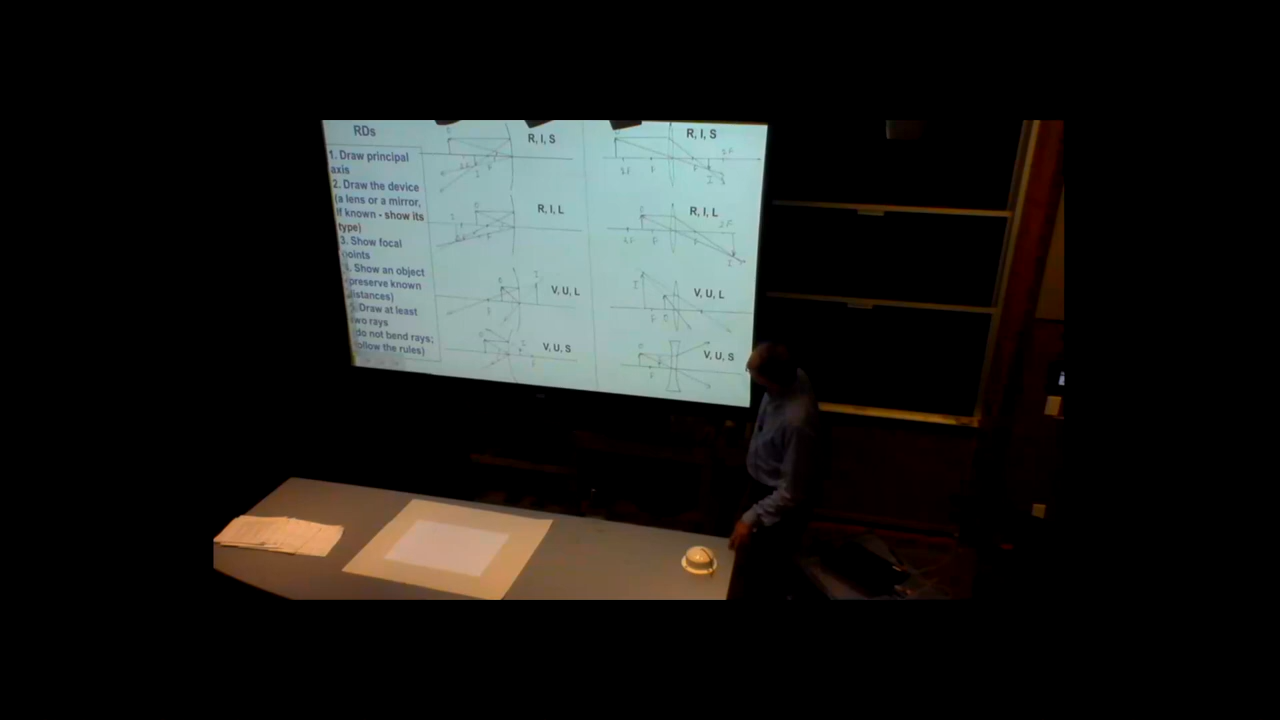 RDs
1. Draw principal
axis
2. Draw the device
(a lens or a mirror,
If known - show its
type)
3. Show focal
points
4. Show an object
(preserve known
distances)
5. Draw at least
two rays
(do not bend rays;
follow the rules)
R, I, S
R, I, L
V, U, L
V, U, S
R, I, S
R, I, L
V, U, L
V, U, S